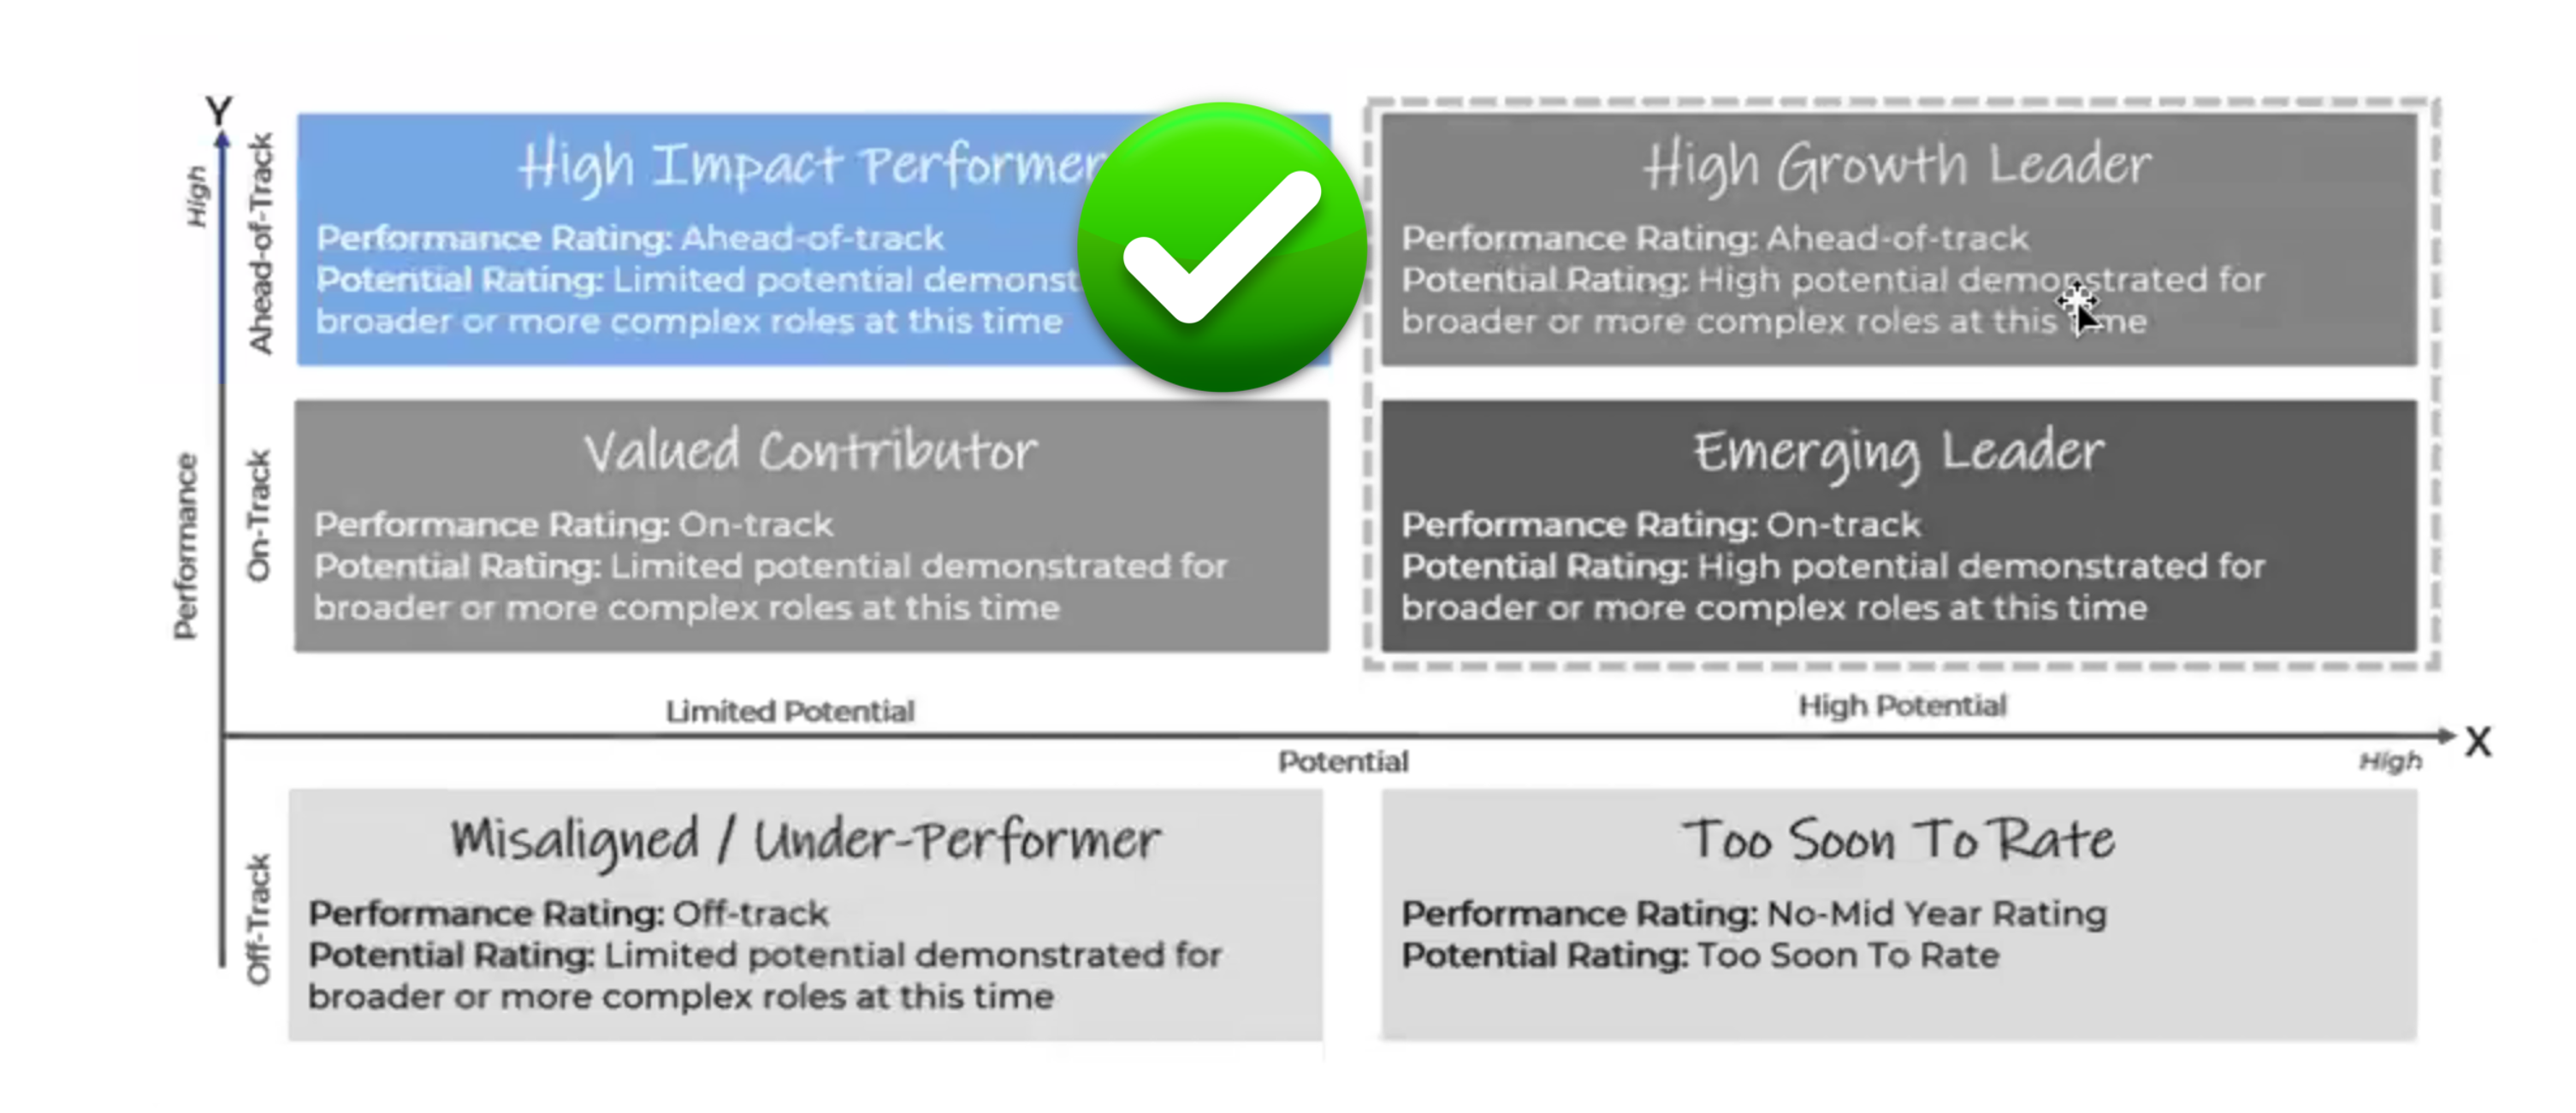 Y
High
Ahead-of-Track
High Impact Performer
Performance Rating: Ahead-of-track
Potential Rating: Limited potential
broader or more complex roles at this time
High Growth Leader
Performance Rating: Ahead-of-track
Potential Rating: High potential demonstrated for
broader or more complex roles at this time
Performance
On-Track
Valued Contributor
Performance Rating: On-track
Potential Rating: Limited potential demonstrated for
broader or more complex roles at this time
Emerging Leader
Performance Rating: On-track
Potential Rating: High potential demonstrated for
broader or more complex roles at this time
Limited Potential
High Potential
X
Potential
High
Off-Track
Misaligned / Under-Performer
Performance Rating: Off-track
Potential Rating: Limited potential demonstrated for
broader or more complex roles at this time
Too Soon To Rate
Performance Rating: No-Mid Year Rating
Potential Rating: Too Soon To Rate